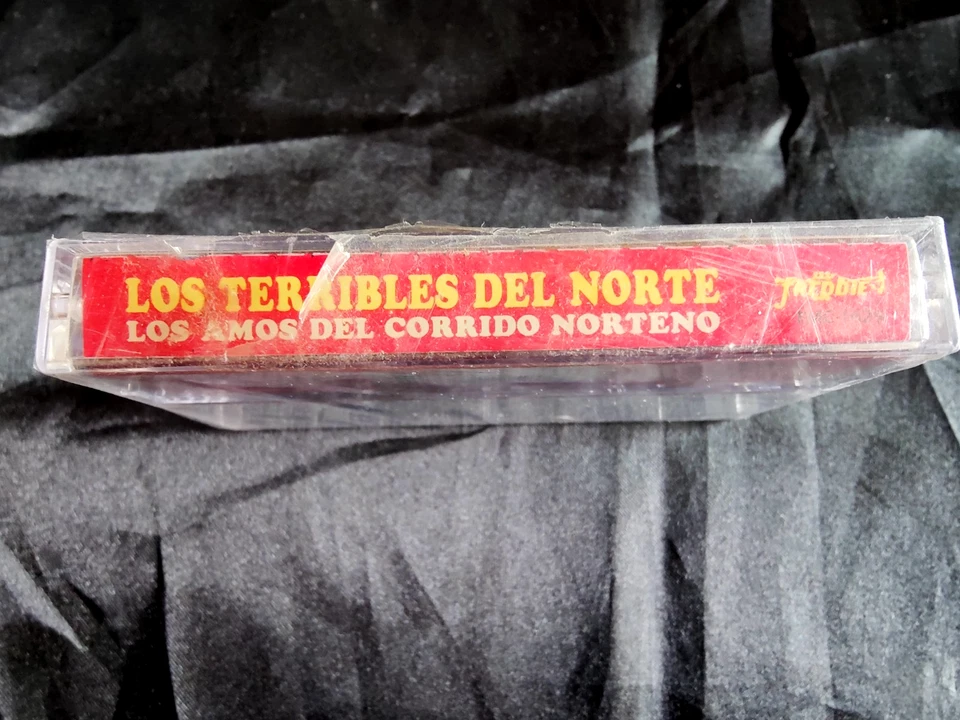 LOS TERRIBLES DEL NORTE
LOS AMOS DEL CORRIDO NORTENO
FREDDIE